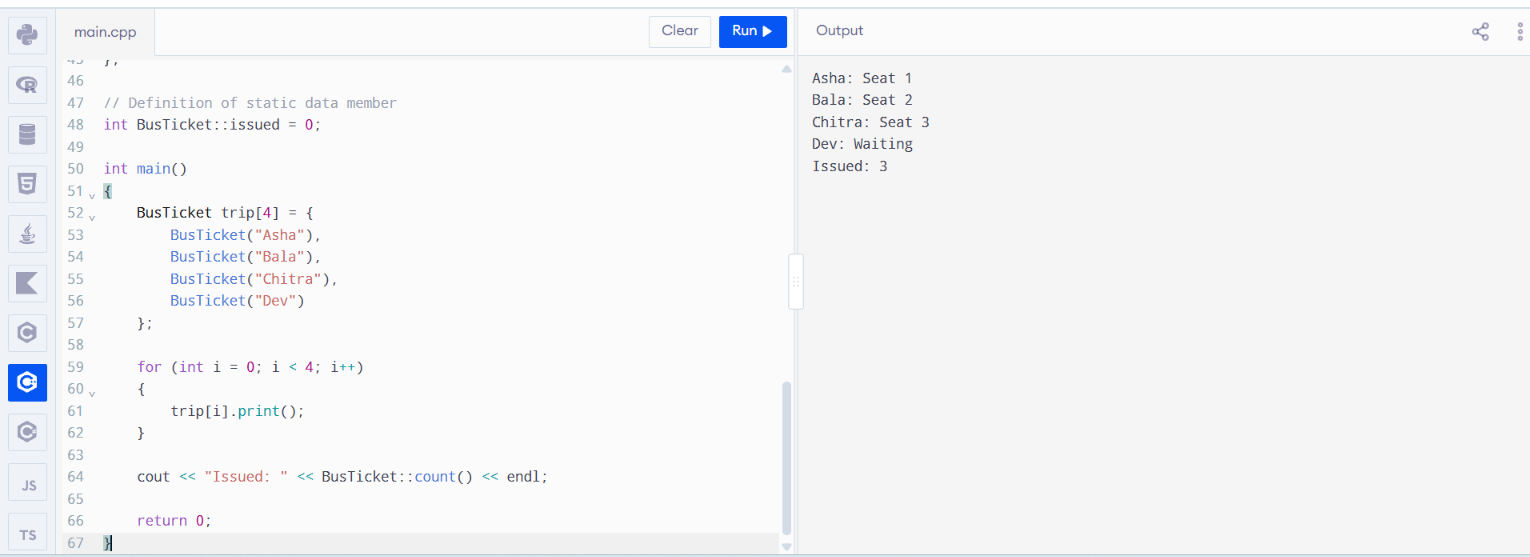 main.cpp
Clear
Run
Output
45 };
46
47 // Definition of static data member
48 int BusTicket::issued = 0;
49
50 int main()
51 {
52 BusTicket trip[4] = {
53 BusTicket("Asha"),
54 BusTicket("Bala"),
55 BusTicket("Chitra"),
56 BusTicket("Dev")
57 };
58
59 for (int i = 0; i < 4; i++)
60 {
61 trip[i].print();
62 }
63
64 cout << "Issued: " << BusTicket::count() << endl;
65
66 return 0;
67 }
Asha: Seat 1
Bala: Seat 2
Chitra: Seat 3
Dev: Waiting
Issued: 3
R
5
C
C
C
JS
TS